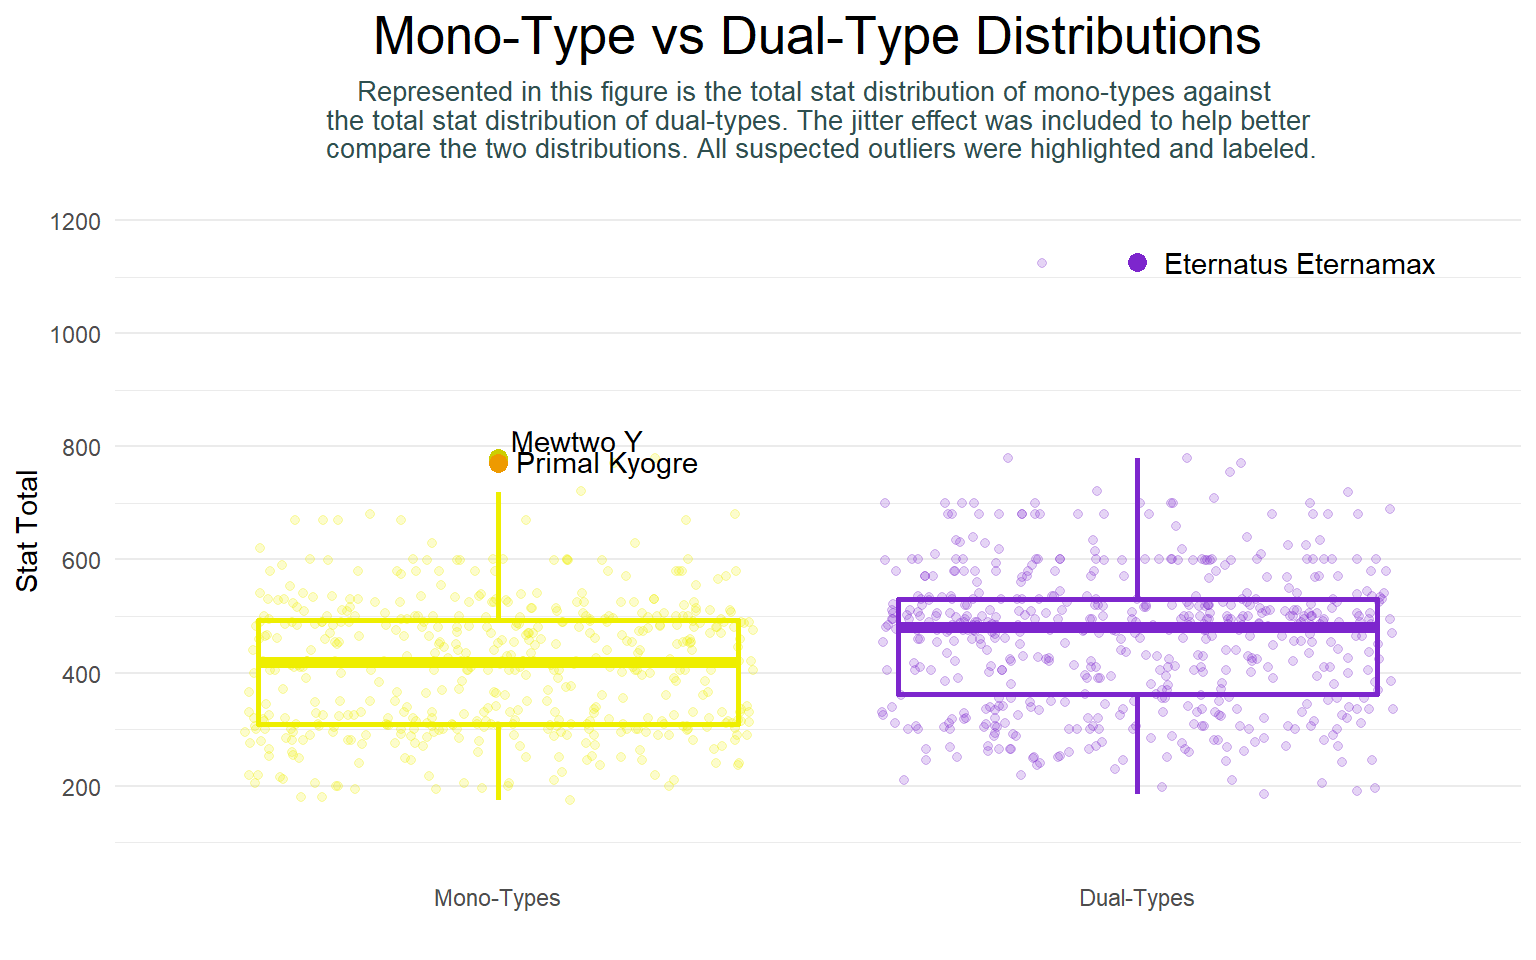 Mono-Type vs Dual-Type Distributions
Represented in this figure is the total stat distribution of mono-types against
the total stat distribution of dual-types. The jitter effect was included to help better
compare the two distributions. All suspected outliers were highlighted and labeled.
1200
Eternatus Eternamax
1000
800
Mewtwo Y
Primal Kyogre
Stat Total
600
400
200
Mono-Types
Dual-Types